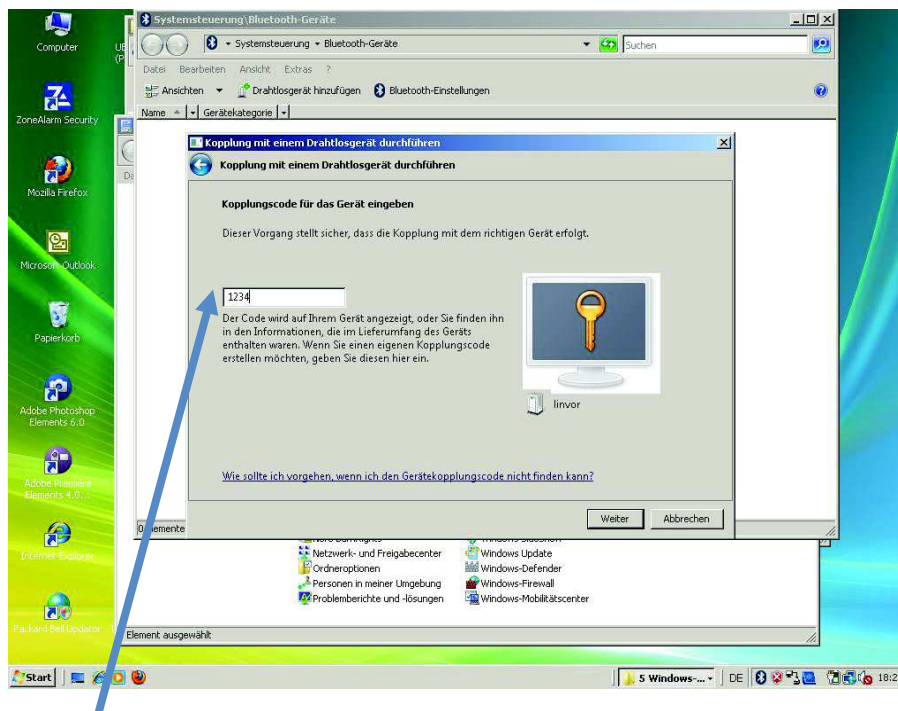 Systemsteuerung\Bluetooth-Geräte
Systemsteuerung
Bluetooth-Geräte
Suchen
Datei Bearbeiten Ansicht Extras ?
Ansichten
Drahtlosgerät hinzufügen
Bluetooth-Einstellungen
Name
Gerätekategorie
Computer
ZoneAlarm Security
Mozilla Firefox
Microsoft Outlook
Papierkorb
Adobe Photoshop
Elements 6.0
Adobe Premiere
Elements 4.0...
Internet Explorer
Packard Bell Updator
Kopplung mit einem Drahtlosgerät durchführen
Kopplung mit einem Drahtlosgerät durchführen
Kopplungscode für das Gerät eingeben
Dieser Vorgang stellt sicher, dass die Kopplung mit dem richtigen Gerät erfolgt.
1234
Der Code wird auf Ihrem Gerät angezeigt, oder Sie finden ihn
in den Informationen, die im Lieferumfang des Geräts
enthalten waren. Wenn Sie einen eigenen Kopplungscode
erstellen möchten, geben Sie diesen hier ein.
linvor
Wie sollte ich vorgehen, wenn ich den Gerätekopplungscode nicht finden kann?
Weiter
Abbrechen
Netzwerk- und Freigabecenter
Windows Update
Ordneroptionen
Windows-Defender
Personen in meiner Umgebung
Windows-Firewall
Problemberichte und -lösungen
Windows-Mobilitätscenter
Element ausgewählt
Start
5 Windows-...
DE
18:2